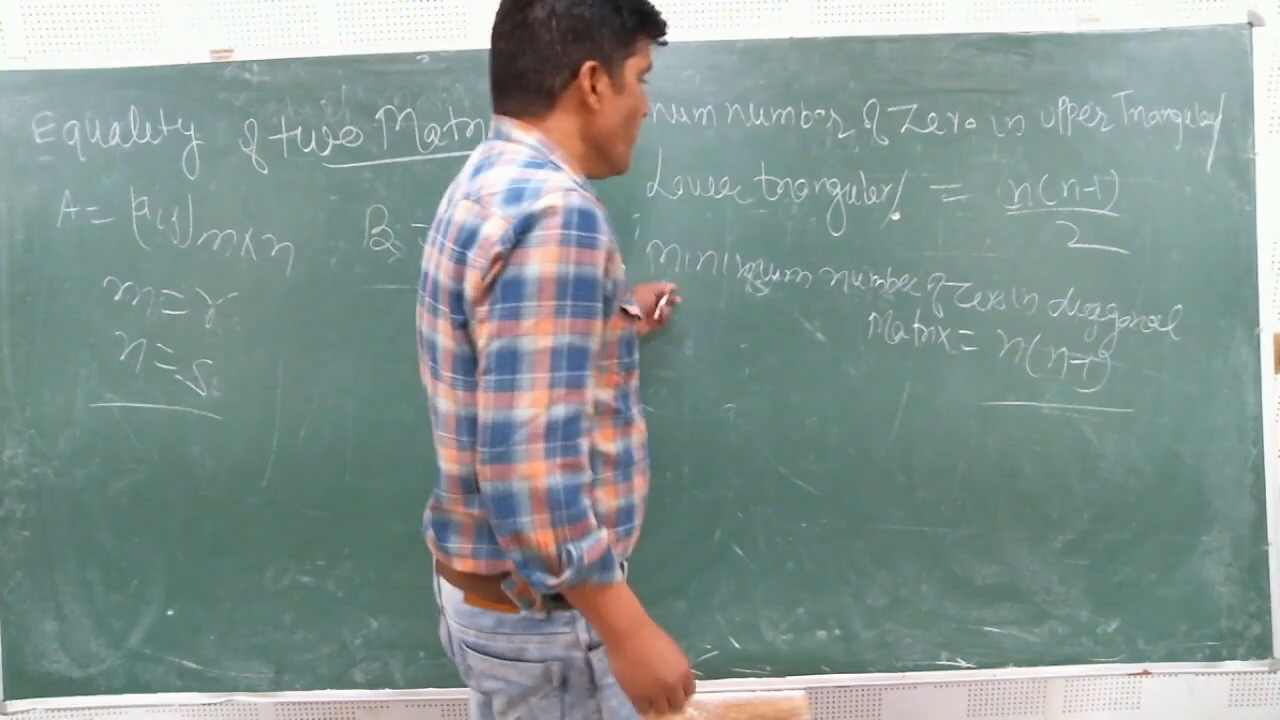 Equality of two Matri
A = [aij] m×n
B =
m = r
n = s
num number of Zero in upper Triangular/
Lower triangular/ = n(n-1)/2
Minimum number of Zero in diagonal
Matrix = n(n-1)